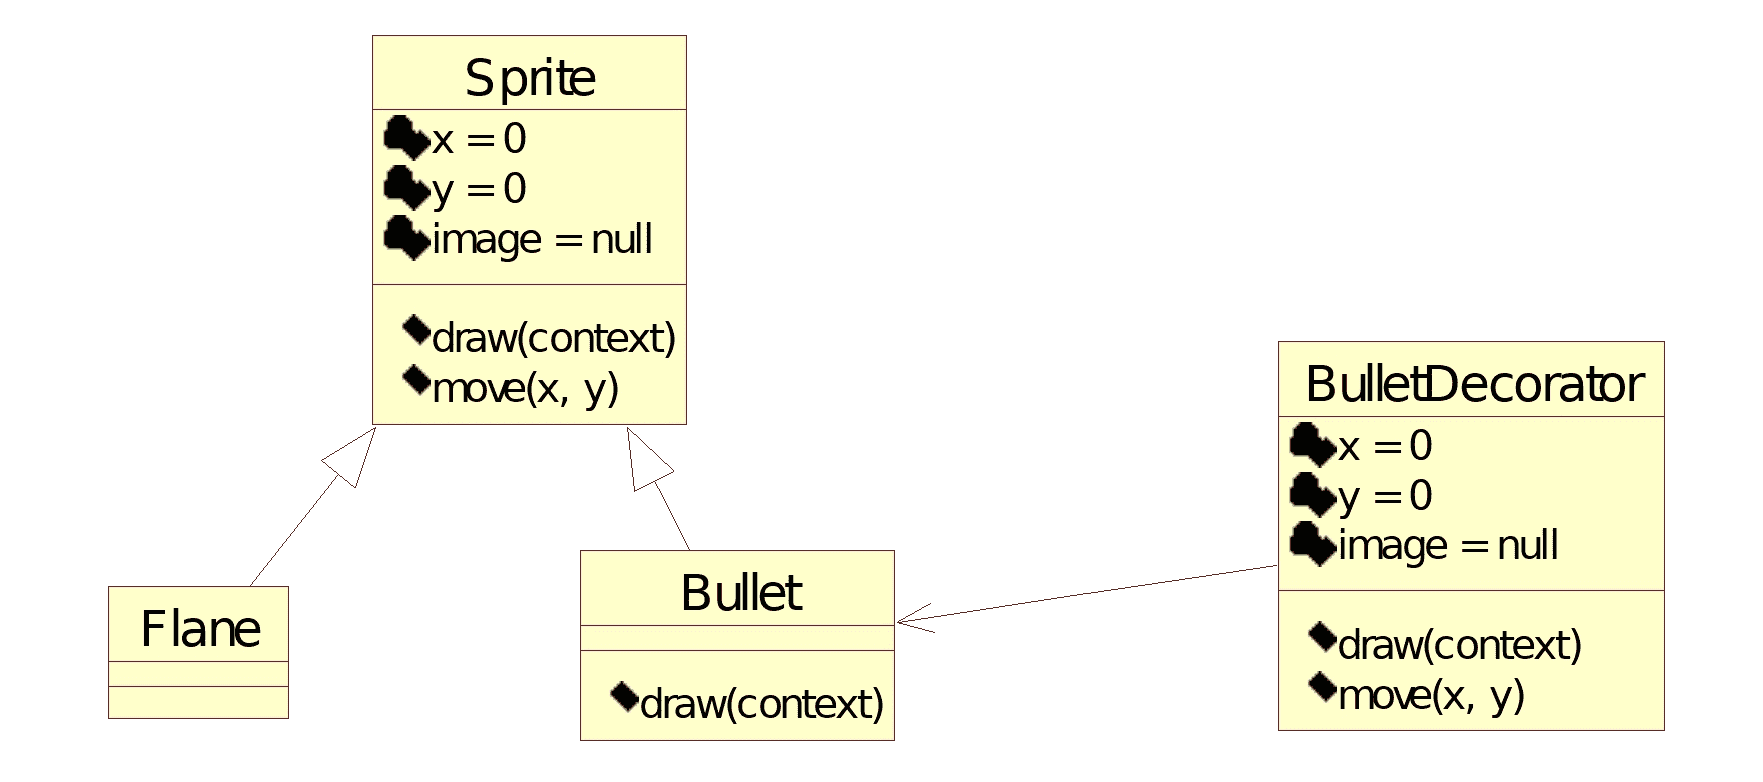 Sprite
x = 0
y = 0
image = null
draw(context)
move(x, y)
Flane
Bullet
draw(context)
BulletDecorator
x = 0
y = 0
image = null
draw(context)
move(x, y)